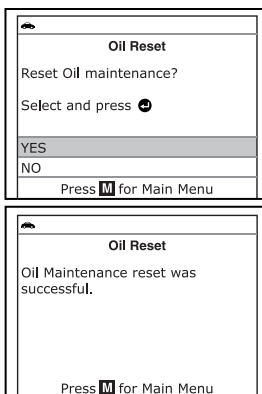 Oil Reset
Reset Oil maintenance?
Select and press
YES
NO
Press M for Main Menu
Oil Reset
Oil Maintenance reset was
successful.
Press M for Main Menu